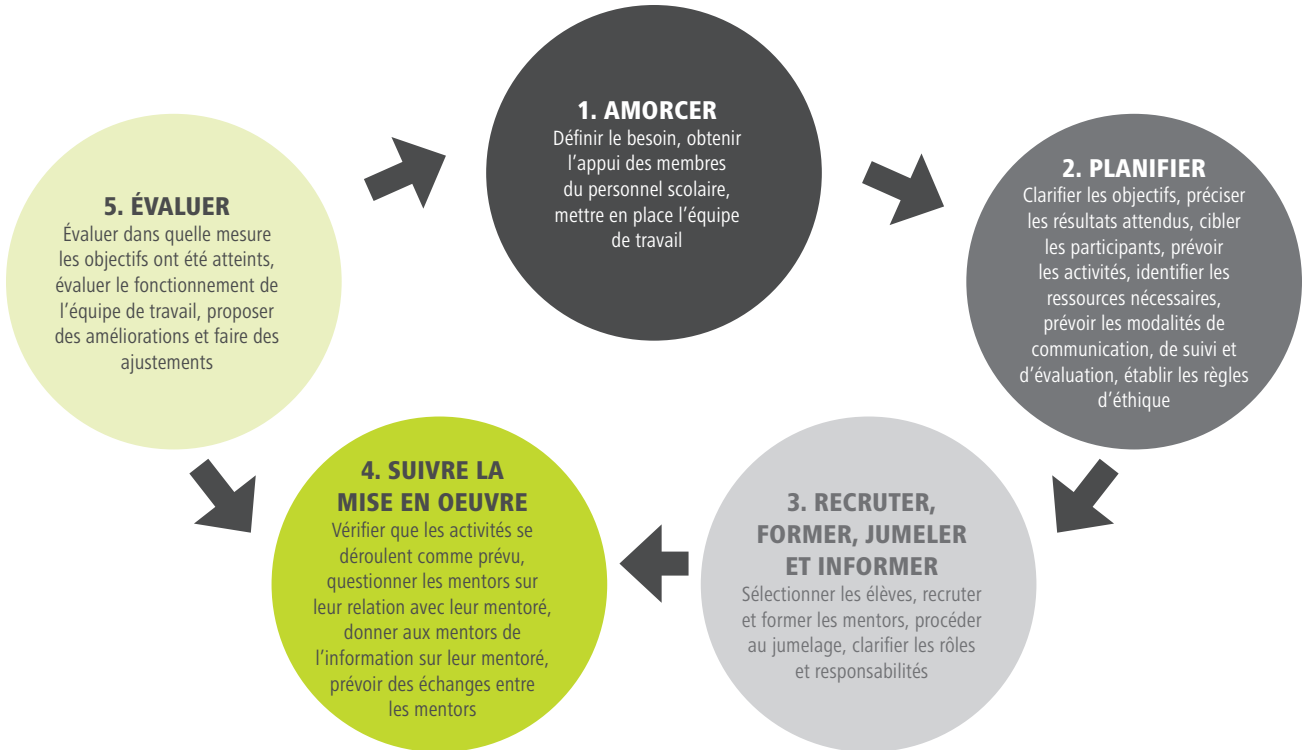 1. AMORCER
Définir le besoin, obtenir
l’appui des membres
du personnel scolaire,
mettre en place l’équipe
de travail
2. PLANIFIER
Clarifier les objectifs, préciser
les résultats attendus, cibler
les participants, prévoir
les activités, identifier les
ressources nécessaires,
prévoir les modalités de
communication, de suivi et
d’évaluation, établir les règles
d’éthique
3. RECRUTER,
FORMER, JUMELER
ET INFORMER
Sélectionner les élèves, recruter
et former les mentors, procéder
au jumelage, clarifier les rôles
et responsabilités
4. SUIVRE LA
MISE EN OEUVRE
Vérifier que les activités se
déroulent comme prévu,
questionner les mentors sur
leur relation avec leur mentoré,
donner aux mentors de
l’information sur leur mentoré,
prévoir des échanges entre
les mentors
5. ÉVALUER
Évaluer dans quelle mesure
les objectifs ont été atteints,
évaluer le fonctionnement de
l’équipe de travail, proposer
des améliorations et faire des
ajustements